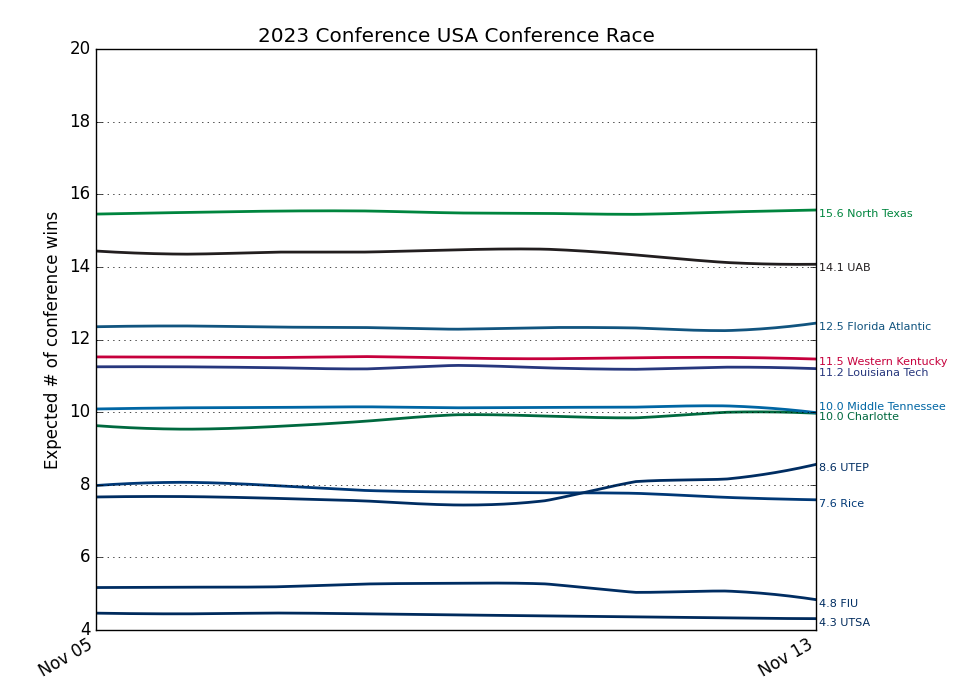 2023 Conference USA Conference Race
Expected # of conference wins
20
18
16
14
12
10
8
6
4
15.6 North Texas
14.1 UAB
12.5 Florida Atlantic
11.5 Western Kentucky
11.2 Louisiana Tech
10.0 Middle Tennessee
10.0 Charlotte
8.6 UTEP
7.6 Rice
4.8 FIU
4.3 UTSA
Nov 05
Nov 13